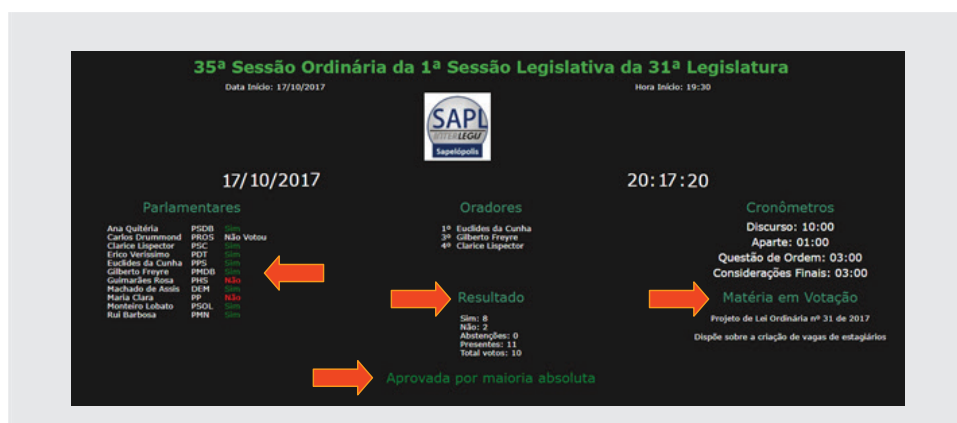 35ª Sessão Ordinária da 1ª Sessão Legislativa da 31ª Legislatura
Data Início: 17/10/2017
Hora Início: 19:30
SAPL
INTERLEGIS
Sapelópolis
17/10/2017
20:17:20
Parlamentares
Ana Quitéria PSDB Sim
Carlos Drummond PROS Não Votou
Clarice Lispector PSC Sim
Erico Veríssimo PDT Sim
Euclides da Cunha PPS Sim
Gilberto Freyre PMDB Sim
Guimarães Rosa PHS Não
Machado de Assis DEM Sim
Maria Clara PP Não
Monteiro Lobato PSOL Sim
Rui Barbosa PMN Sim
Oradores
1º Euclides da Cunha
3º Gilberto Freyre
4º Clarice Lispector
Cronômetros
Discurso: 10:00
Aparte: 01:00
Questão de Ordem: 03:00
Considerações Finais: 03:00
Resultado
Sim: 8
Não: 2
Abstenções: 0
Presentes: 11
Total votos: 10
Matéria em Votação
Projeto de Lei Ordinária nº 31 de 2017
Dispõe sobre a criação de vagas de estagiários
Aprovada por maioria absoluta